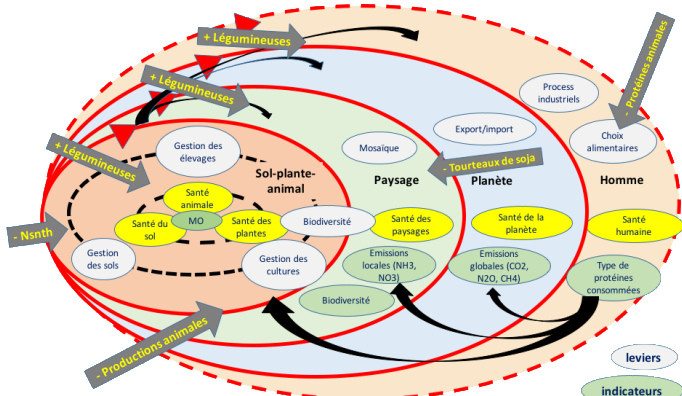 + Légumineuses
+ Légumineuses
+ Légumineuses
- Nsnth
- Productions animales
- Protéines animales
- Tourteaux de soja
Process
industriels
Export/import
Choix
alimentaires
Gestion des
élevages
Mosaïque
Sol-plante-
animal
Paysage
Planète
Homme
Santé
animale
MO
Santé du
sol
Santé des
plantes
Biodiversité
Santé des
paysages
Santé de la
planète
Santé
humaine
Gestion
des sols
Gestion des
cultures
Emissions
locales (NH3,
NO3)
Emissions
globales (CO2,
N2O, CH4)
Type de
protéines
consommées
Biodiversité
leviers
indicateurs